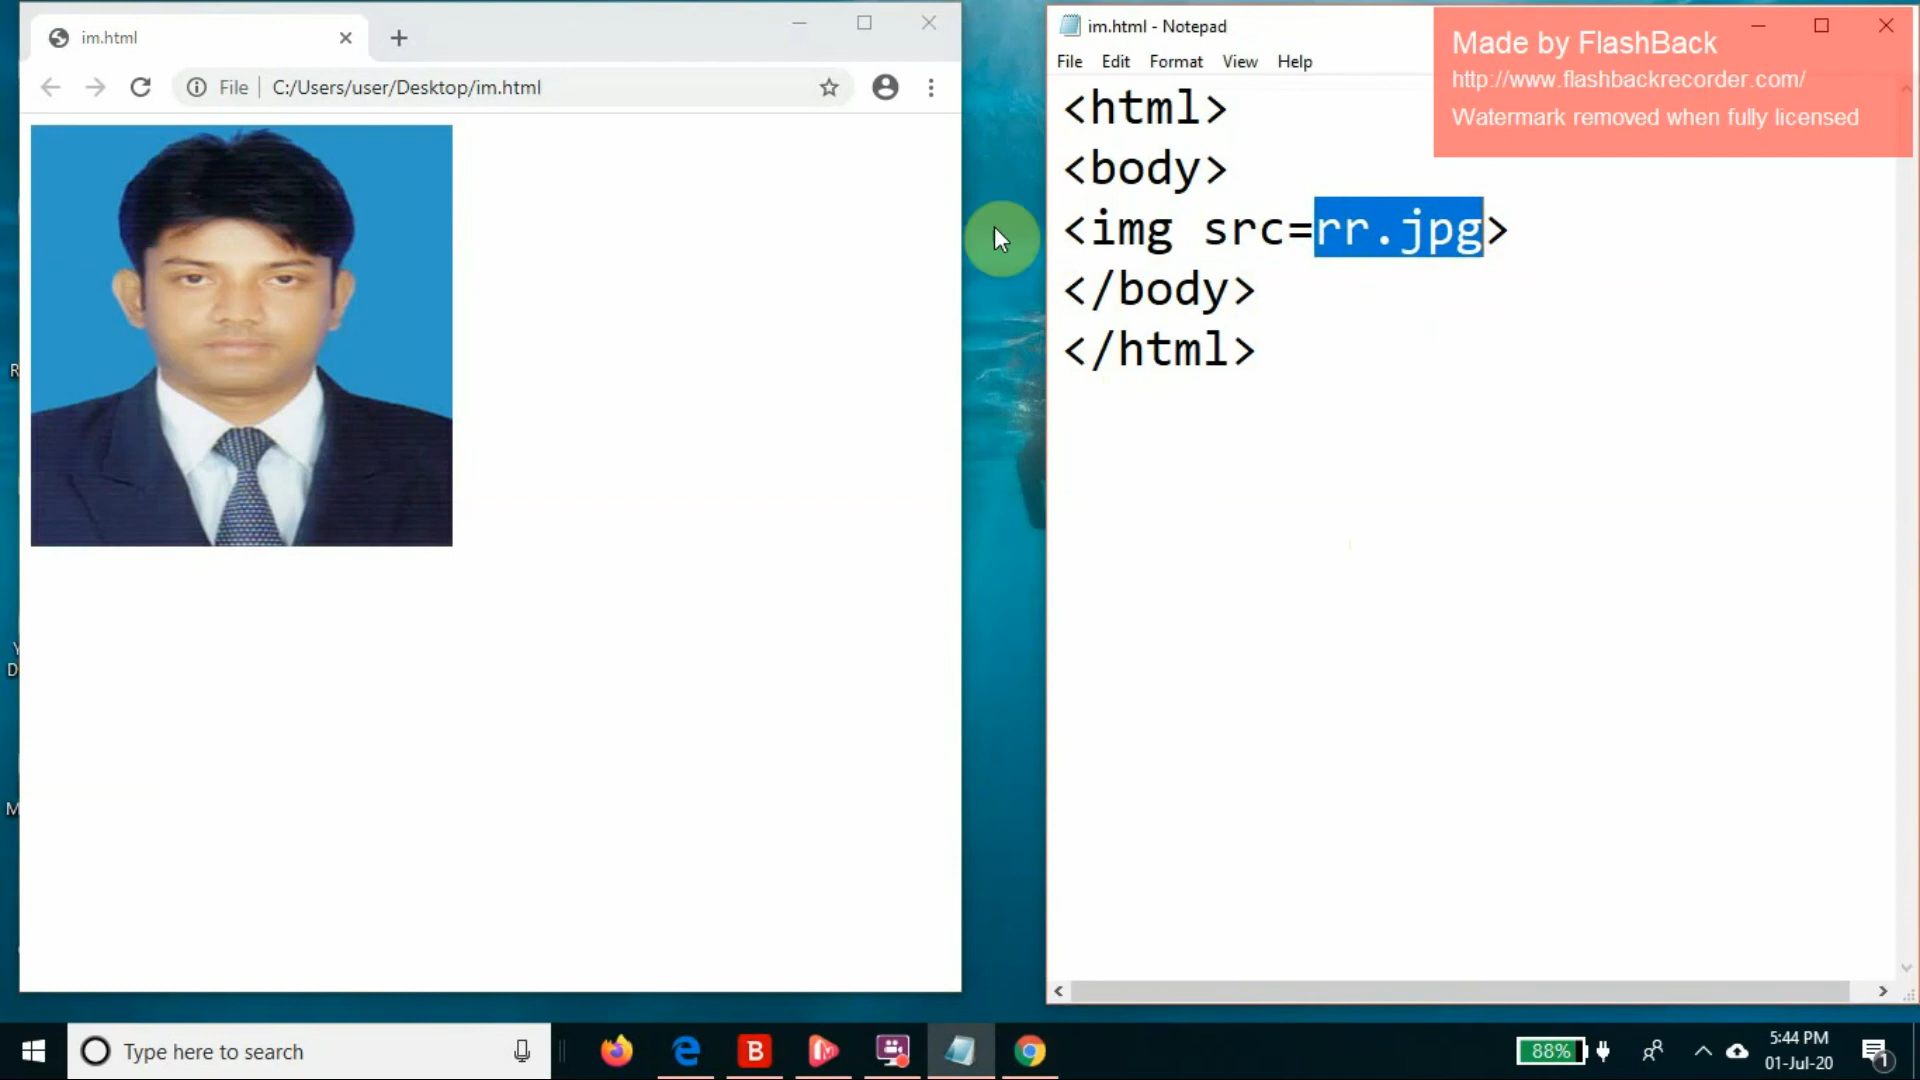 im.html
File
C:/Users/user/Desktop/im.html
im.html - Notepad
File Edit Format View Help
Made by FlashBack
http://www.flashbackrecorder.com/
Watermark removed when fully licensed
<html>
<body>
<img src=rr.jpg>
</body>
</html>
R
Y
D
M
Type here to search
B
88%
5:44 PM
01-Jul-20
1